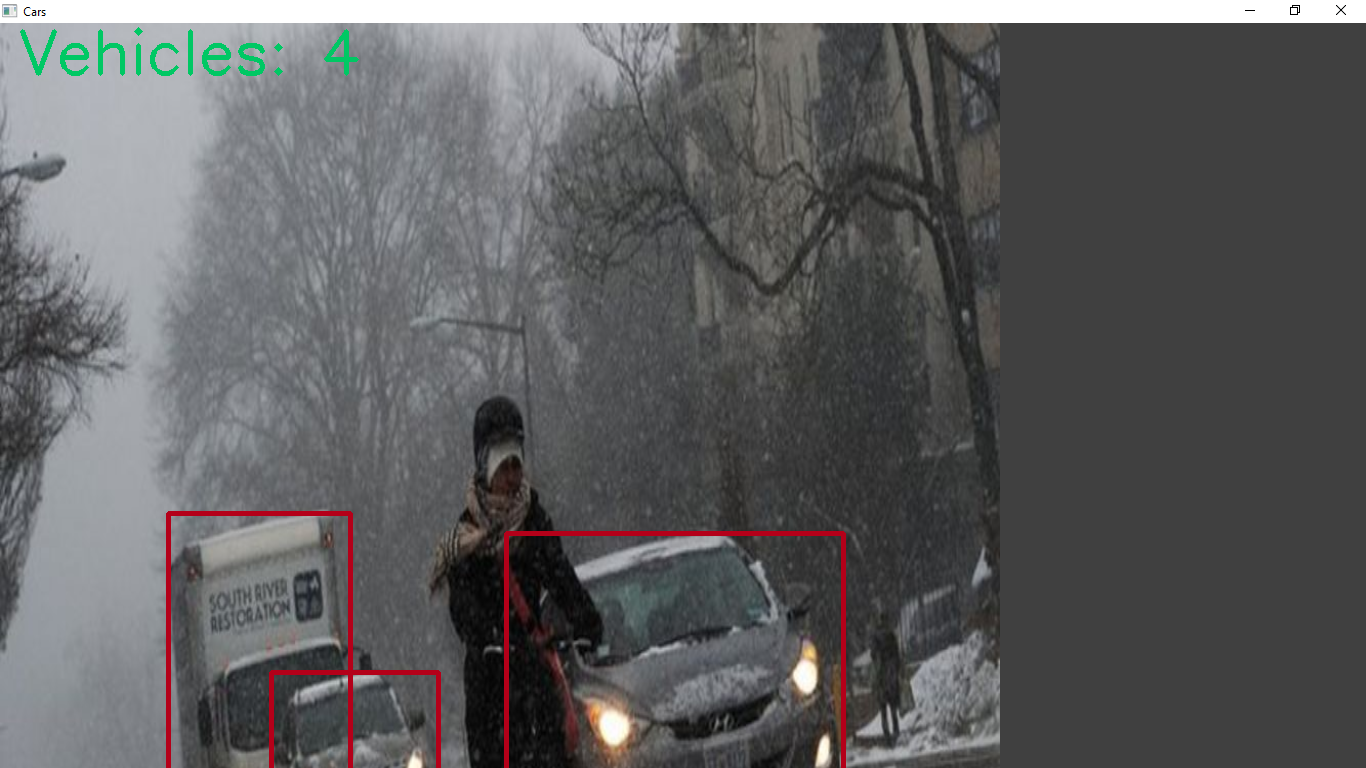 Cars
Vehicles: 4
SOUTH RIVER
RESTORATION